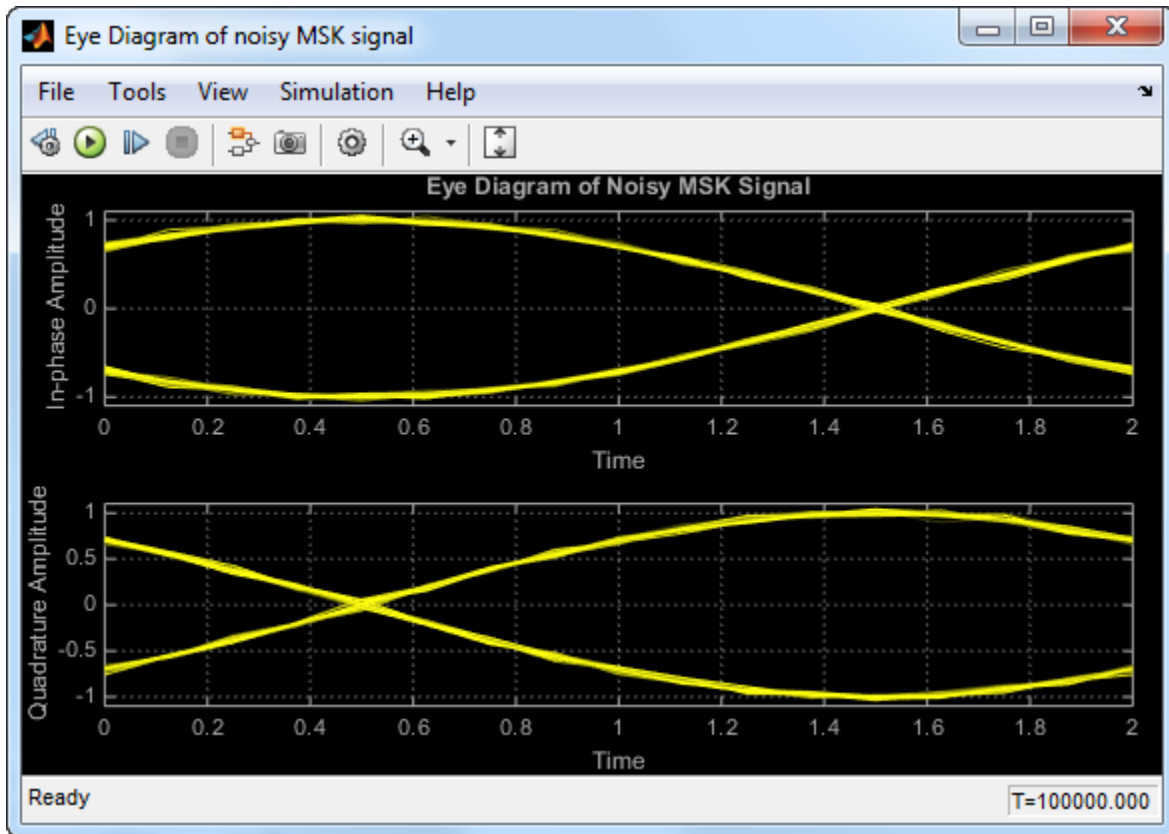 Eye Diagram of noisy MSK signal
File Tools View Simulation Help
Eye Diagram of Noisy MSK Signal
In-phase Amplitude
1
0
-1
0 0.2 0.4 0.6 0.8 1 1.2 1.4 1.6 1.8 2
Time
Quadrature Amplitude
1
0.5
0
-0.5
-1
0 0.2 0.4 0.6 0.8 1 1.2 1.4 1.6 1.8 2
Time
Ready T=100000.000